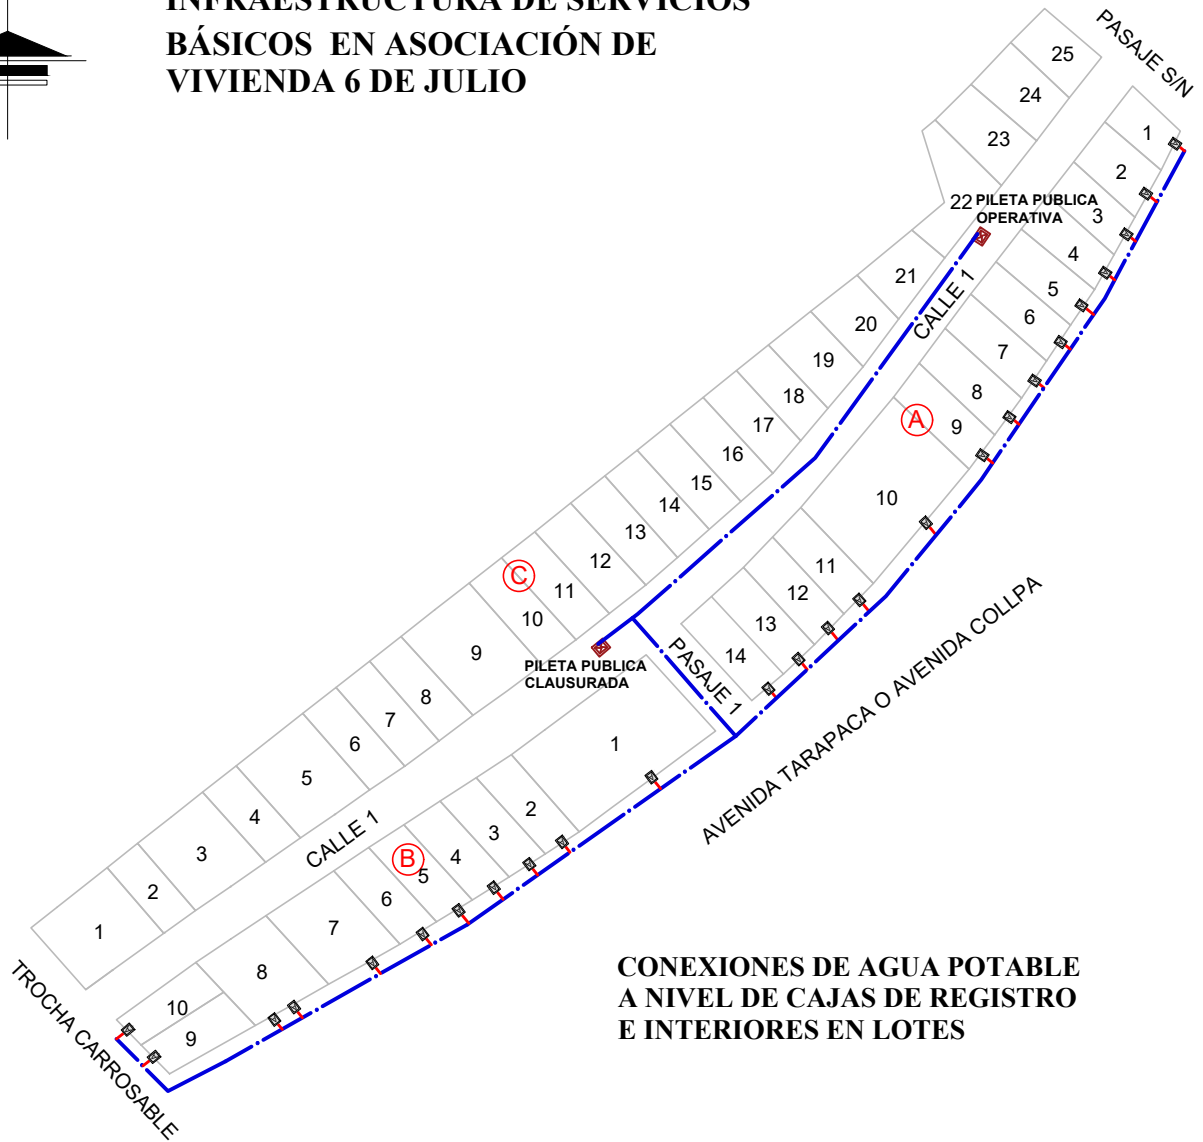 INFRAESTRUCTURA DE SERVICIOS
BÁSICOS EN ASOCIACIÓN DE
VIVIENDA 6 DE JULIO
PASAJE S/N
25
24
23
22
PILETA PUBLICA
OPERATIVA
21
20
19
18
17
16
15
14
13
12
11
10
9
8
7
6
5
4
3
2
1
C
CALLE 1
1
2
3
4
5
6
7
8
9
10
11
12
13
14
A
PASAJE 1
PILETA PUBLICA
CLAUSURADA
AVENIDA TARAPACA O AVENIDA COLLPA
CALLE 1
1
2
3
4
5
6
7
8
9
10
B
TROCHA CARROSABLE
CONEXIONES DE AGUA POTABLE
A NIVEL DE CAJAS DE REGISTRO
E INTERIORES EN LOTES